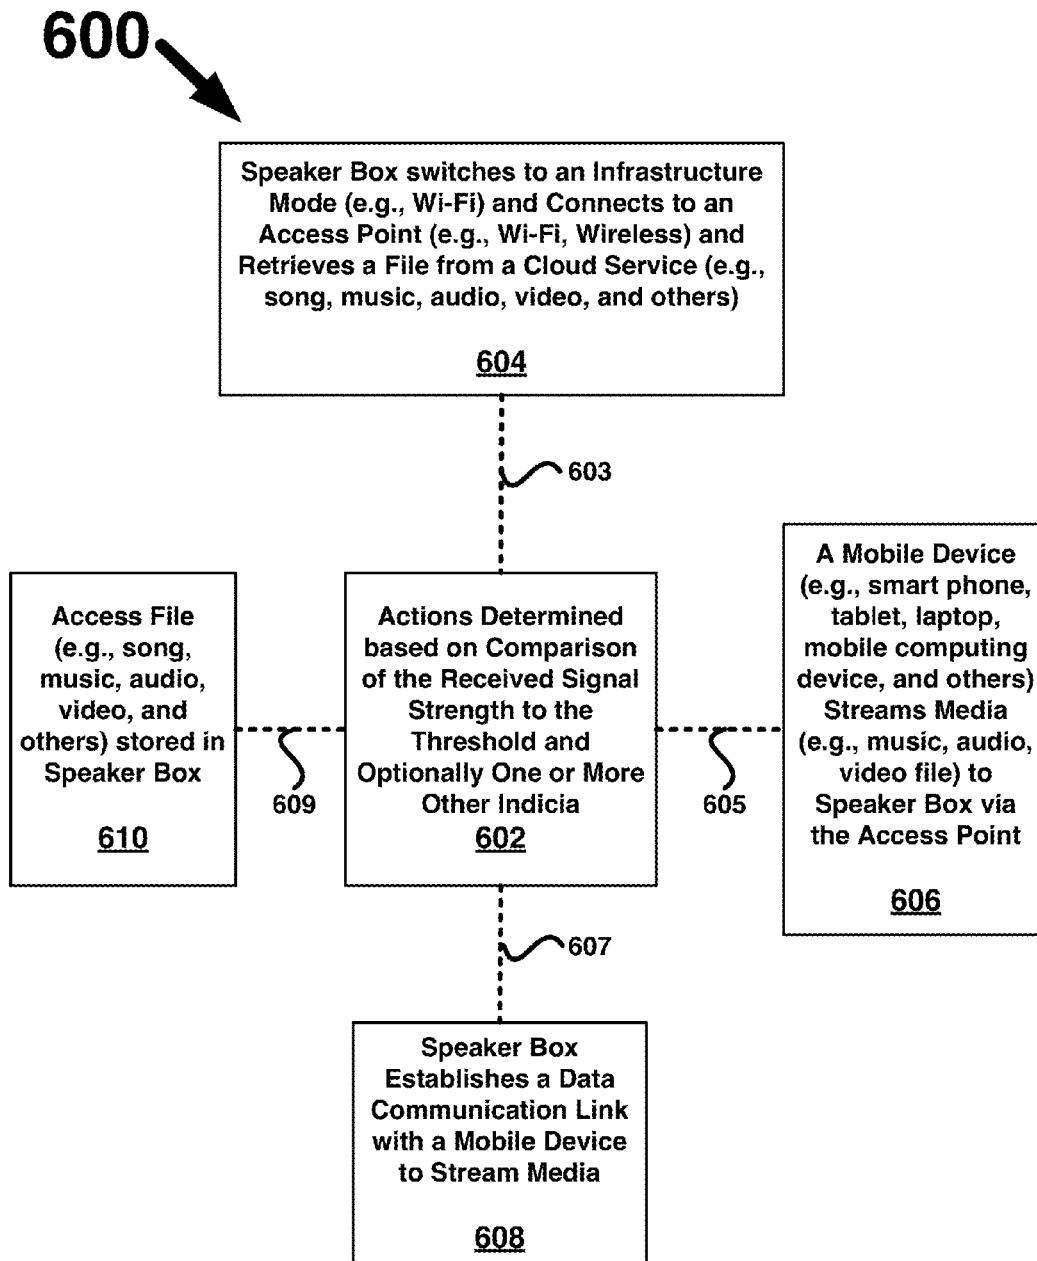 600
Speaker Box switches to an Infrastructure
Mode (e.g., Wi-Fi) and Connects to an
Access Point (e.g., Wi-Fi, Wireless) and
Retrieves a File from a Cloud Service (e.g.,
song, music, audio, video, and others)
604
603
Access File
(e.g., song,
music, audio,
video, and
others) stored in
Speaker Box
610
609
Actions Determined
based on Comparison
of the Received Signal
Strength to the
Threshold and
Optionally One or More
Other Indicia
602
605
A Mobile Device
(e.g., smart phone,
tablet, laptop,
mobile computing
device, and others)
Streams Media
(e.g., music, audio,
video file) to
Speaker Box via
the Access Point
606
607
Speaker Box
Establishes a Data
Communication Link
with a Mobile Device
to Stream Media
608